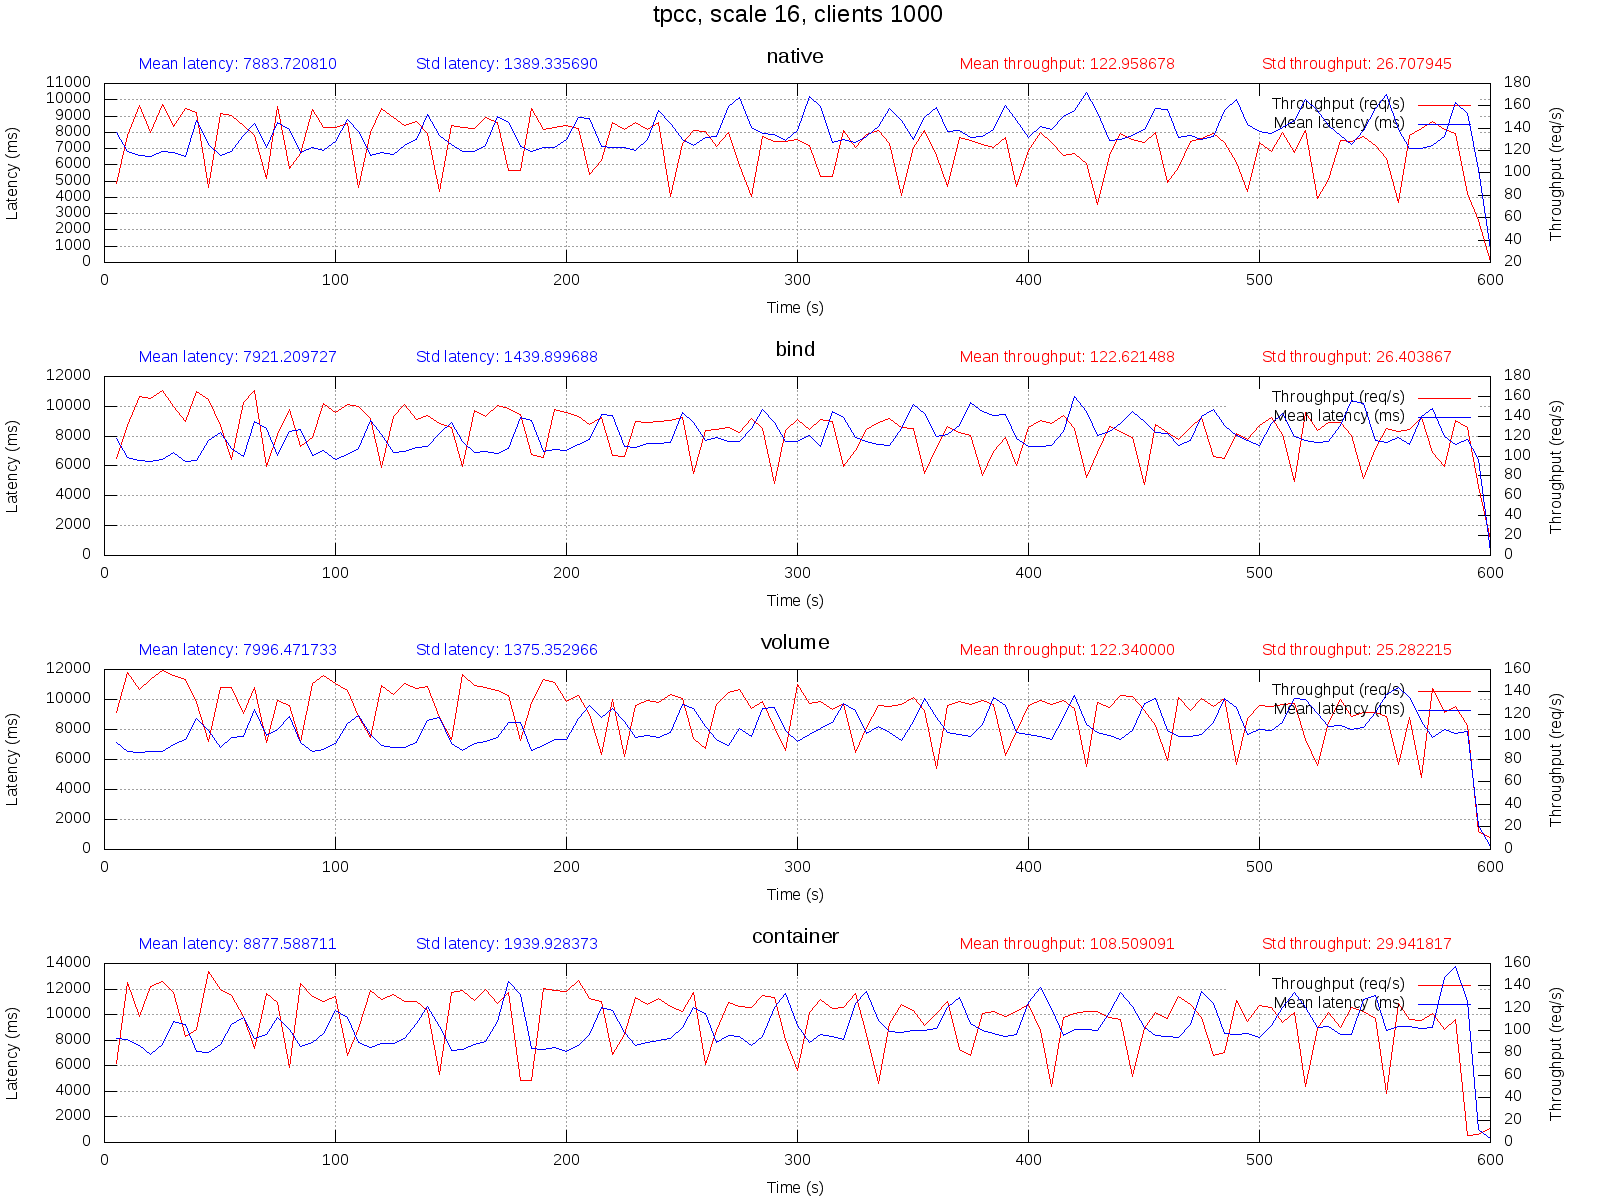 tpcc, scale 16, clients 1000
native
Mean latency: 7883.720810 Std latency: 1389.335690 Mean throughput: 122.958678 Std throughput: 26.707945
11000 180
10000 160
9000 140
8000 120
7000 100
6000 80
5000 60
4000 40
3000 20
2000
1000
0
Latency (ms)
Throughput (req/s)
Throughput (req/s)
Mean latency (ms)
0 100 200 300 400 500 600
Time (s)
bind
Mean latency: 7921.209727 Std latency: 1439.899688 Mean throughput: 122.621488 Std throughput: 26.403867
12000 180
10000 160
8000 140
6000 120
4000 100
2000 80
0 60
40
20
0
Latency (ms)
Throughput (req/s)
Throughput (req/s)
Mean latency (ms)
0 100 200 300 400 500 600
Time (s)
volume
Mean latency: 7996.471733 Std latency: 1375.352966 Mean throughput: 122.340000 Std throughput: 25.282215
12000 160
10000 140
8000 120
6000 100
4000 80
2000 60
0 40
20
0
Latency (ms)
Throughput (req/s)
Throughput (req/s)
Mean latency (ms)
0 100 200 300 400 500 600
Time (s)
container
Mean latency: 8877.588711 Std latency: 1939.928373 Mean throughput: 108.509091 Std throughput: 29.941817
14000 160
12000 140
10000 120
8000 100
6000 80
4000 60
2000 40
0 20
0
Latency (ms)
Throughput (req/s)
Throughput (req/s)
Mean latency (ms)
0 100 200 300 400 500 600
Time (s)